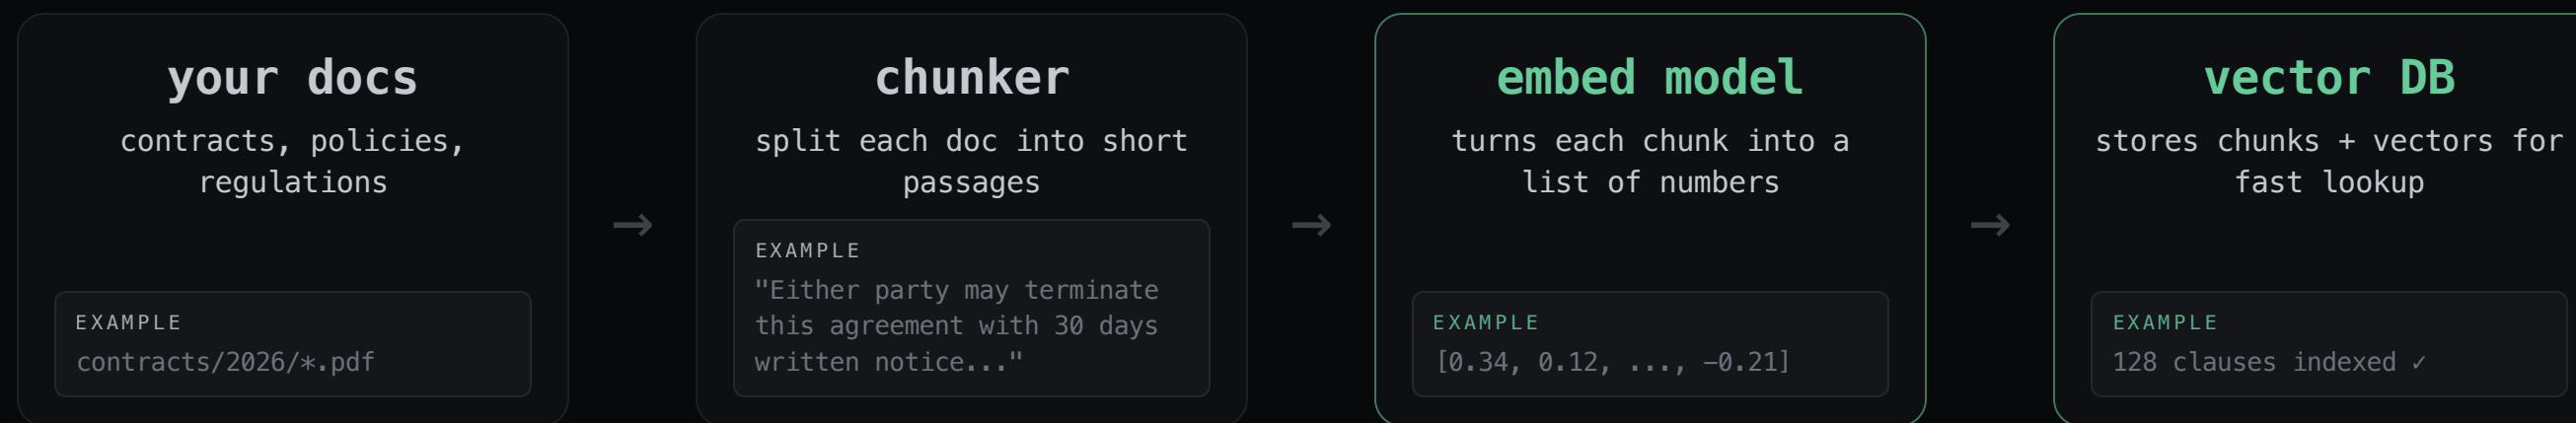 your docs
contracts, policies,
regulations
EXAMPLE
contracts/2026/*.pdf
→
chunker
split each doc into short
passages
EXAMPLE
"Either party may terminate
this agreement with 30 days
written notice..."
→
embed model
turns each chunk into a
list of numbers
EXAMPLE
[0.34, 0.12, ..., −0.21]
→
vector DB
stores chunks + vectors for
fast lookup
EXAMPLE
128 clauses indexed ✓